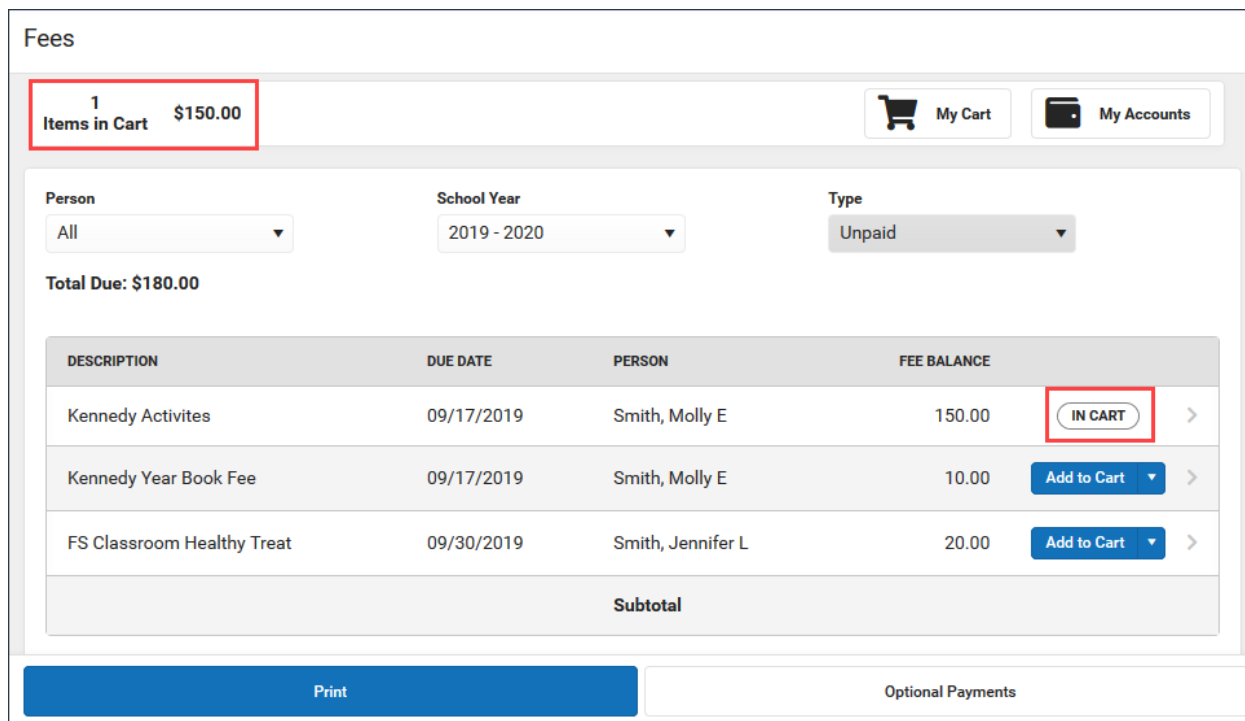 Fees
1
Items in Cart $150.00
My Cart
My Accounts
Person School Year Type
All 2019 - 2020 Unpaid
Total Due: $180.00
DESCRIPTION DUE DATE PERSON FEE BALANCE
Kennedy Activites 09/17/2019 Smith, Molly E 150.00 IN CART
Kennedy Year Book Fee 09/17/2019 Smith, Molly E 10.00 Add to Cart
FS Classroom Healthy Treat 09/30/2019 Smith, Jennifer L 20.00 Add to Cart
Subtotal
Print Optional Payments